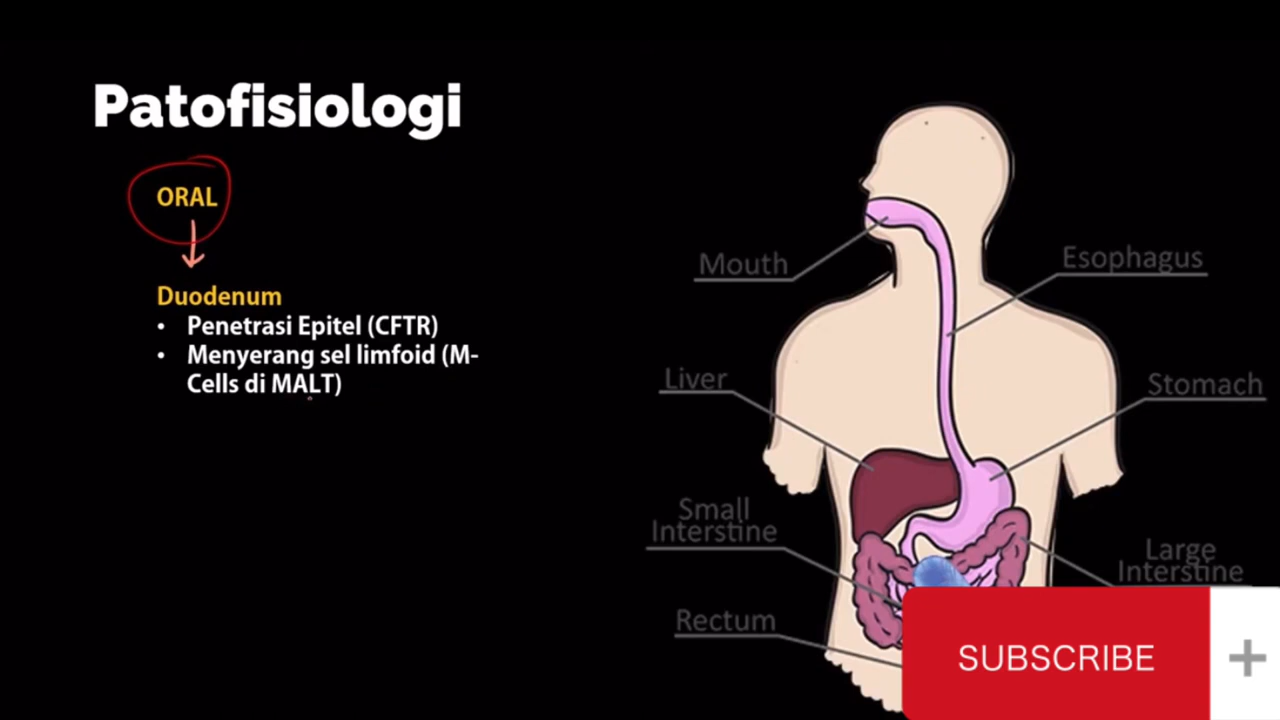 Patofisiologi
ORAL
Duodenum
• Penetrasi Epitel (CFTR)
• Menyerang sel limfoid (M-
Cells di MALT)
Mouth
Esophagus
Liver
Stomach
Small
Interstine
Large
Interstine
Rectum
SUBSCRIBE +